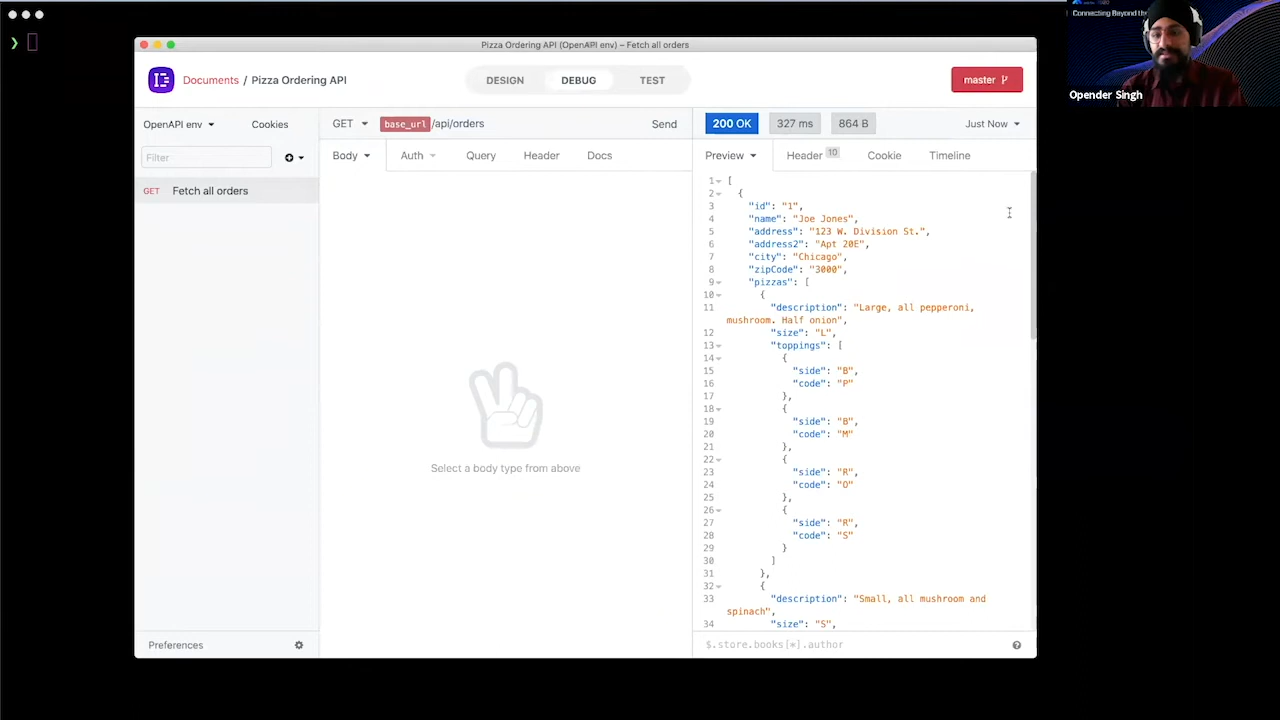 Connecting Beyond the
Opender Singh
❯
Pizza Ordering API (OpenAPI env) – Fetch all orders
Documents / Pizza Ordering API
DESIGN DEBUG TEST
master
OpenAPI env Cookies
GET base_url/api/orders Send
200 OK 327 ms 864 B Just Now
Filter
Body Auth Query Header Docs
Preview Header 10 Cookie Timeline
GET Fetch all orders
Select a body type from above
1 [
2 {
3 "id": "1",
4 "name": "Joe Jones",
5 "address": "123 W. Division St.",
6 "address2": "Apt 20E",
7 "city": "Chicago",
8 "zipCode": "3000",
9 "pizzas": [
10 {
11 "description": "Large, all pepperoni,
mushroom. Half onion",
12 "size": "L",
13 "toppings": [
14 {
15 "side": "B",
16 "code": "P"
17 },
18 {
19 "side": "B",
20 "code": "M"
21 },
22 {
23 "side": "R",
24 "code": "O"
25 },
26 {
27 "side": "R",
28 "code": "S"
29 }
30 ]
31 },
32 {
33 "description": "Small, all mushroom and
spinach",
34 "size": "S",
Preferences
$.store.books[*].author